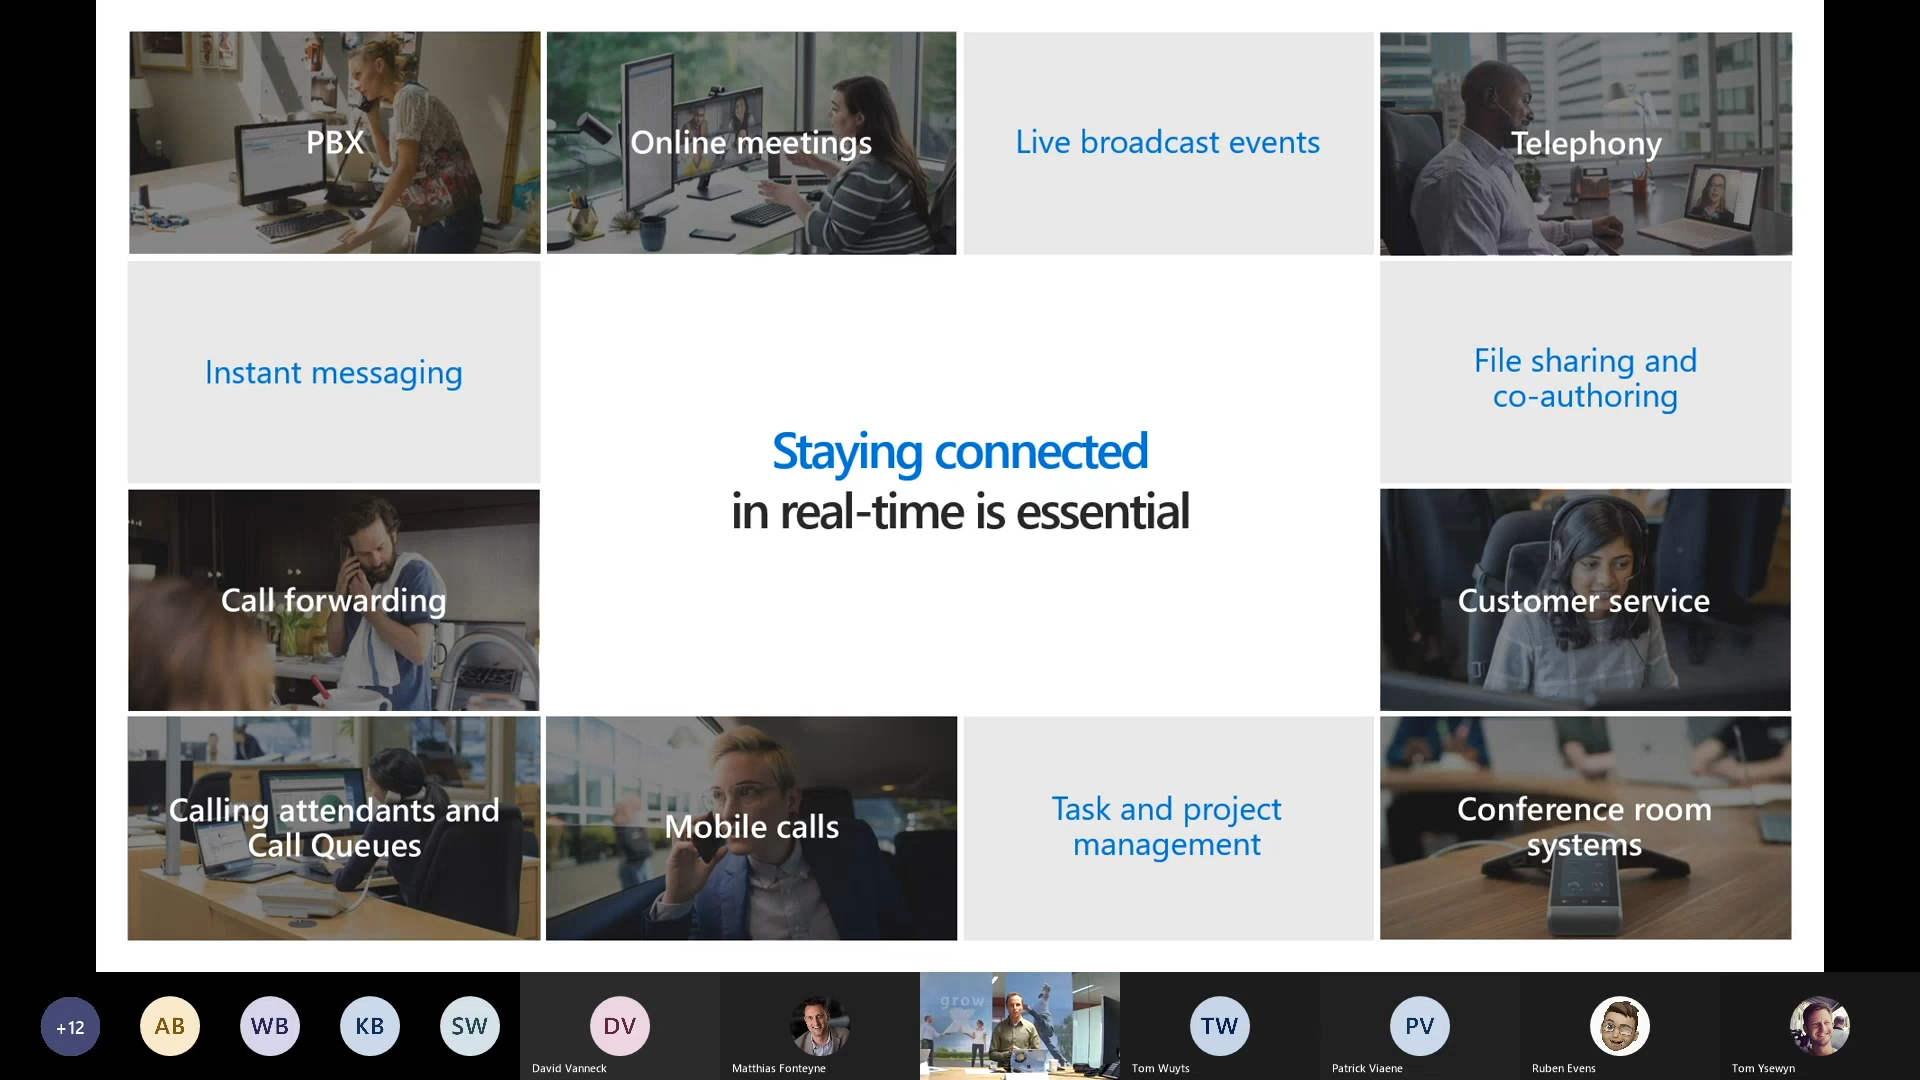 PBX
Online meetings
Live broadcast events
Telephony
Instant messaging
File sharing and
co-authoring
Staying connected
in real-time is essential
Call forwarding
Customer service
Calling attendants and
Call Queues
Mobile calls
Task and project
management
Conference room
systems
+12
AB
WB
KB
SW
DV
David Vanneck
Matthias Fonteyne
grow
TW
Tom Wuyts
PV
Patrick Viaene
Ruben Evens
Tom Ysewyn